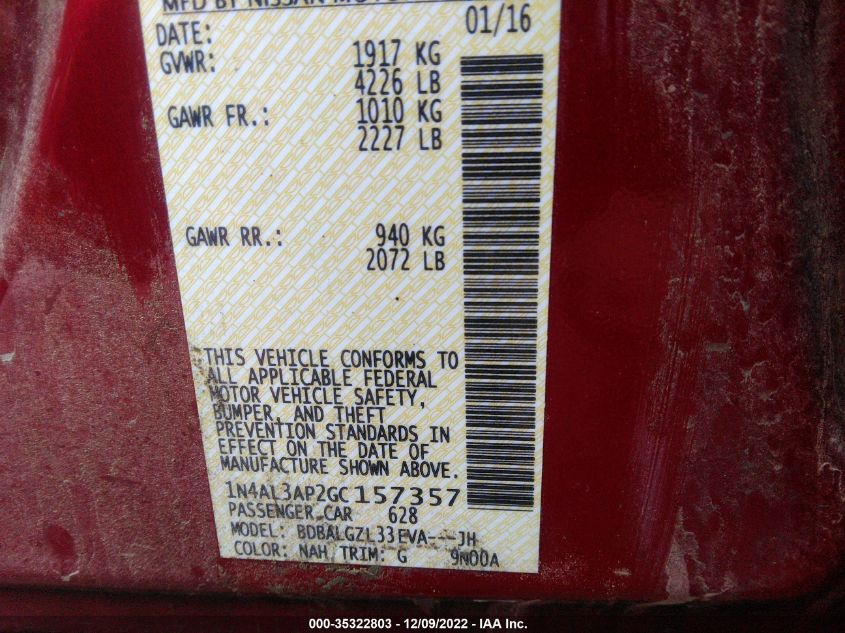 MFD BY NISSAN
DATE: 01/16
GVWR: 1917 KG
4226 LB
GAWR FR.: 1010 KG
2227 LB
GAWR RR.: 940 KG
2072 LB
THIS VEHICLE CONFORMS TO
ALL APPLICABLE FEDERAL
MOTOR VEHICLE SAFETY,
BUMPER, AND THEFT
PREVENTION STANDARDS IN
EFFECT ON THE DATE OF
MANUFACTURE SHOWN ABOVE.
1N4AL3AP2GC157357
PASSENGER CAR 628
MODEL: BDBALGZL33EVA---JH
COLOR: NAH TRIM: G 9N00A
000-35322803 - 12/09/2022 - IAA Inc.